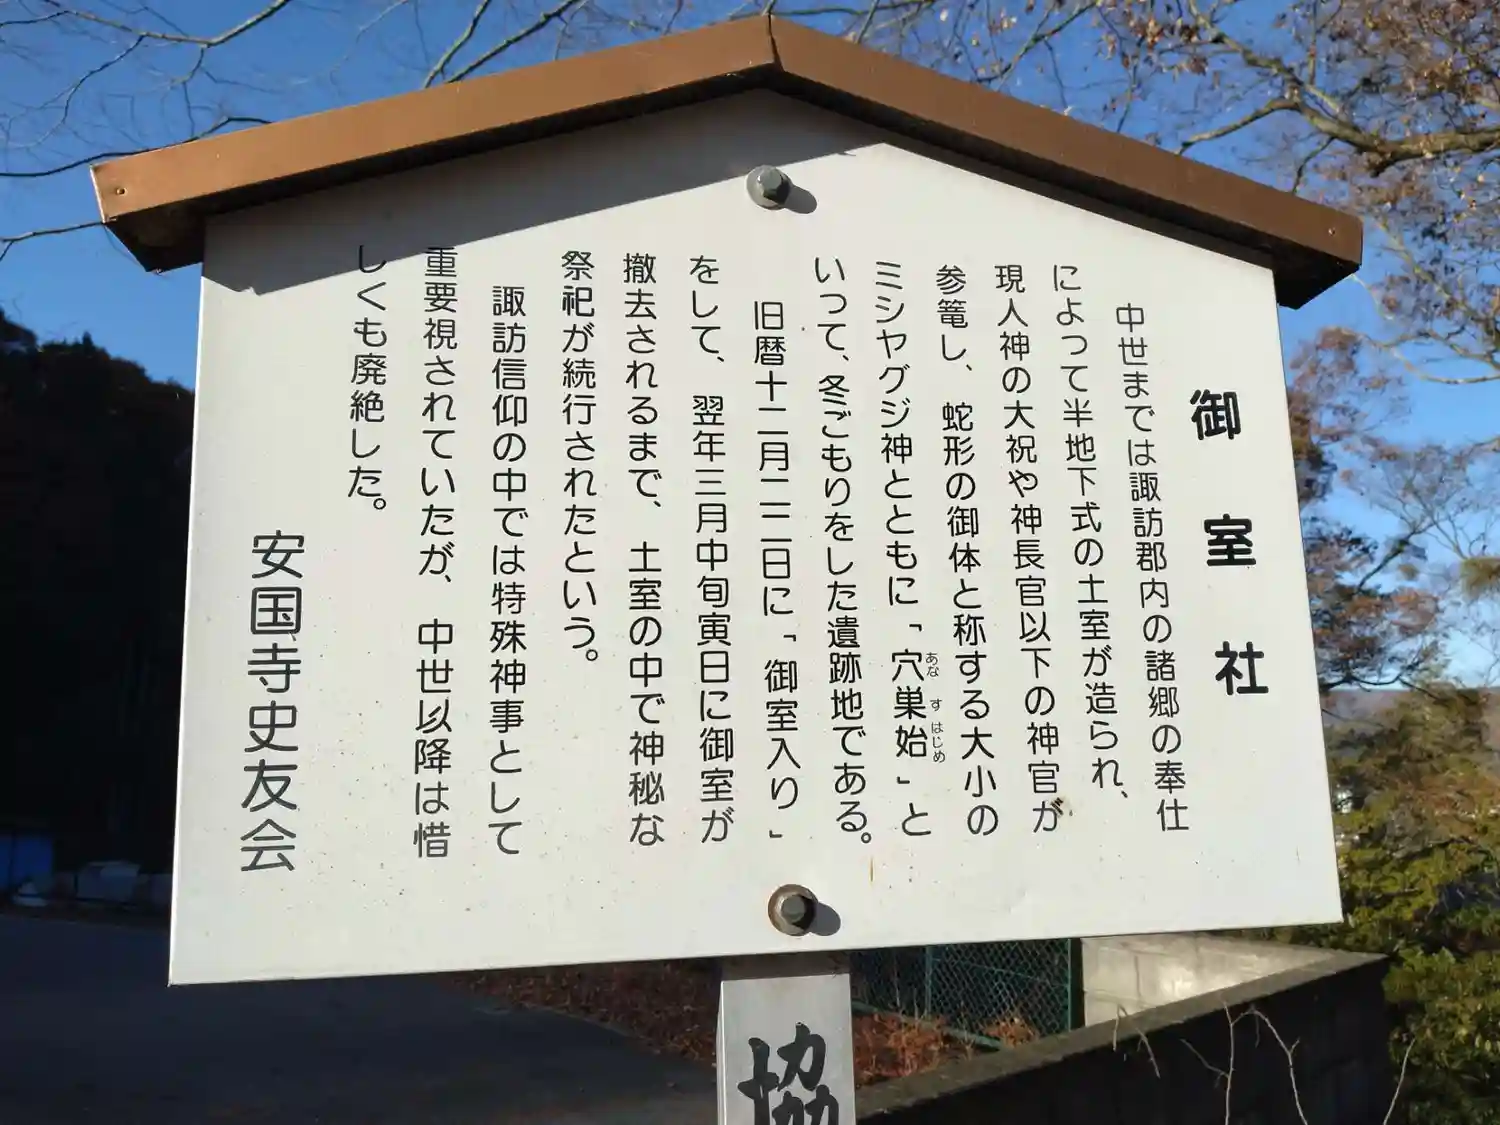 御室社
中世までは諏訪郡内の諸郷の奉仕
によって半地下式の土室が造られ、
現人神の大祝や神長官以下の神官が
参篭し、蛇形の御体と称する大小の
ミシャグジ神とともに「穴巣始」と
あな す はじめ
いって、冬ごもりをした遺跡地である。
旧暦十二月二二日に「御室入り」
をして、翌年三月中旬寅日に御室が
撤去されるまで、土室の中で神秘な
祭祀が続行されたという。
諏訪信仰の中では特殊神事として
重要視されていたが、中世以降は惜
しくも廃絶した。
安国寺史友会
協